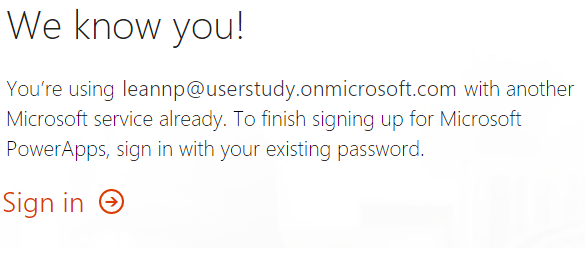 We know you!
You're using leannp@userstudy.onmicrosoft.com with another
Microsoft service already. To finish signing up for Microsoft
PowerApps, sign in with your existing password.
Sign in